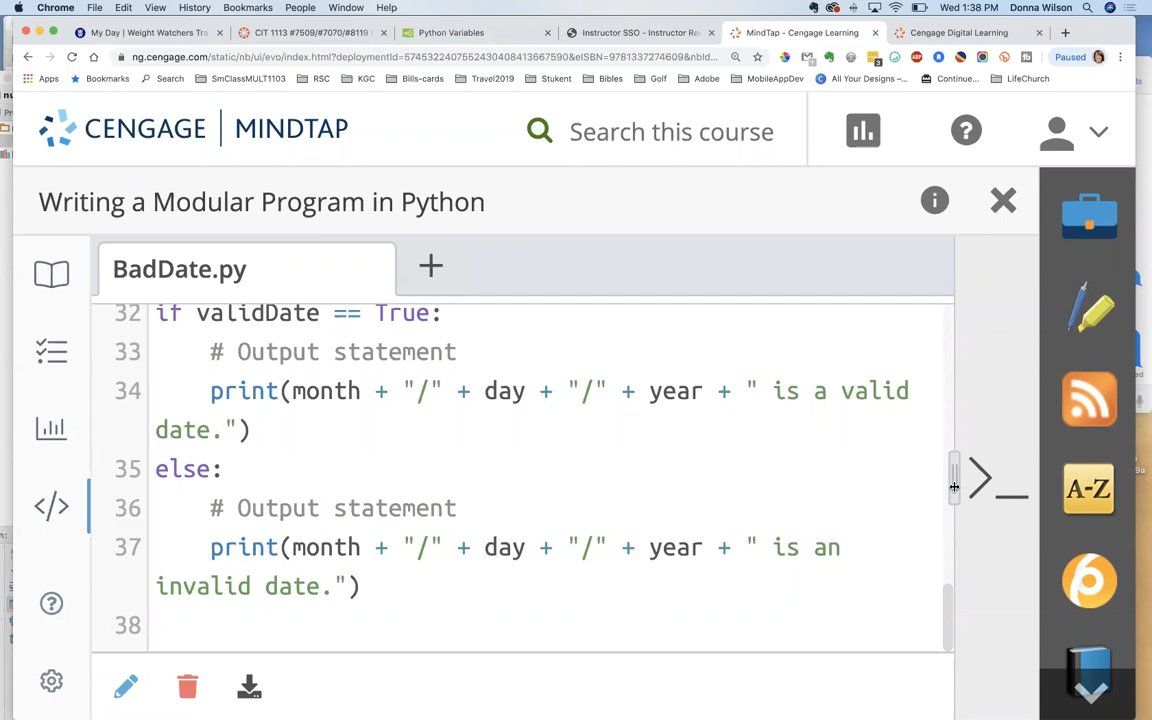 Chrome File Edit View History Bookmarks People Window Help Wed 1:38 PM Donna Wilson
My Day | Weight Watchers Tra
CIT 1113 #7509/#7070/#8119
Python Variables
Instructor SSO - Instructor Re
MindTap - Cengage Learning
Cengage Digital Learning
ng.cengage.com/static/nb/ui/evo/index.html?deploymentId=57453224075524304084136675​90&eISBN=9781337274609&nbId...
Paused
Apps Bookmarks Search SmClassMULT1103 RSC KGC Bills-cards Travel2019 Stukent Bibles Golf Adobe MobileAppDev All Your Designs –... Continue... LifeChurch
CENGAGE | MINDTAP
Search this course
Writing a Modular Program in Python
BadDate.py
32 if validDate == True:
33 # Output statement
34 print(month + "/" + day + "/" + year + " is a valid
date.")
35 else:
36 # Output statement
37 print(month + "/" + day + "/" + year + " is an
invalid date.")
38
A-Z